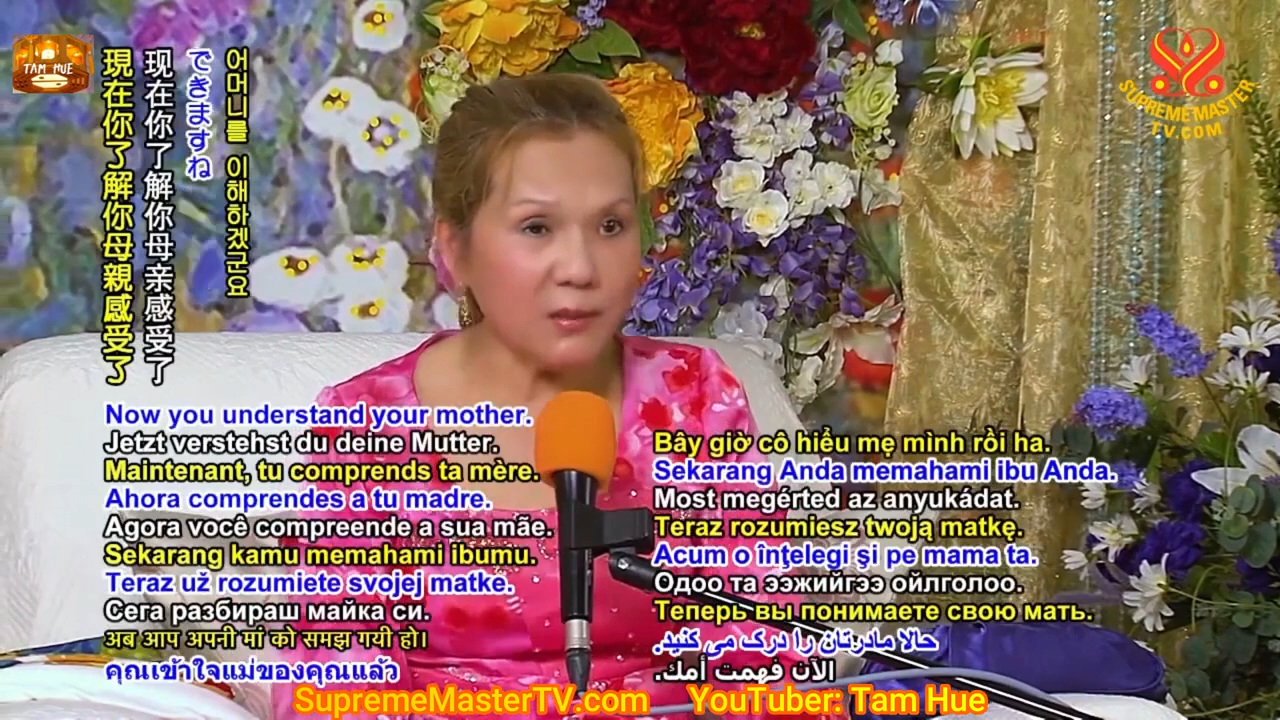 TAM HUE
現在你了解你母親感受了
现在你了解你母亲感受了
できますね
어머니를 이해하겠군요
SUPREME MASTER
TV.COM
Now you understand your mother.
Jetzt verstehst du deine Mutter.
Maintenant, tu comprends ta mère.
Ahora comprendes a tu madre.
Agora você compreende a sua mãe.
Sekarang kamu memahami ibumu.
Teraz už rozumiete svojej matke.
Сега разбираш майка си.
अब आप अपनी मां को समझ गयी हो।
คุณเข้าใจแม่ของคุณแล้ว
Bây giờ cô hiểu mẹ mình rồi ha.
Sekarang Anda memahami ibu Anda.
Most megérted az anyukádat.
Teraz rozumiesz twoją matkę.
Acum o înţelegi şi pe mama ta.
Одоо та ээжийгээ ойлголоо.
Теперь вы понимаете свою мать.
حالا مادرتان را درک می کنید.
الآن فهمت أمك.
SupremeMasterTV.com YouTuber: Tam Hue